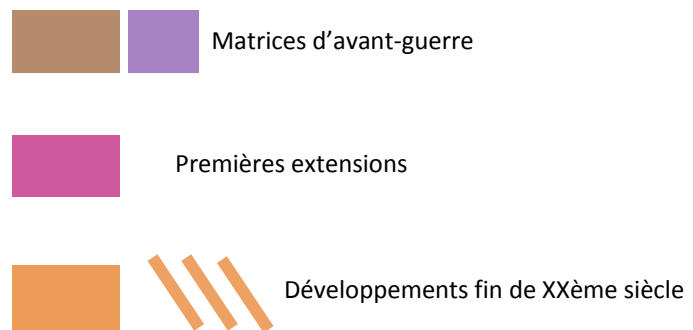 Matrices d’avant-guerre
Premières extensions
Développements fin de XXème siècle